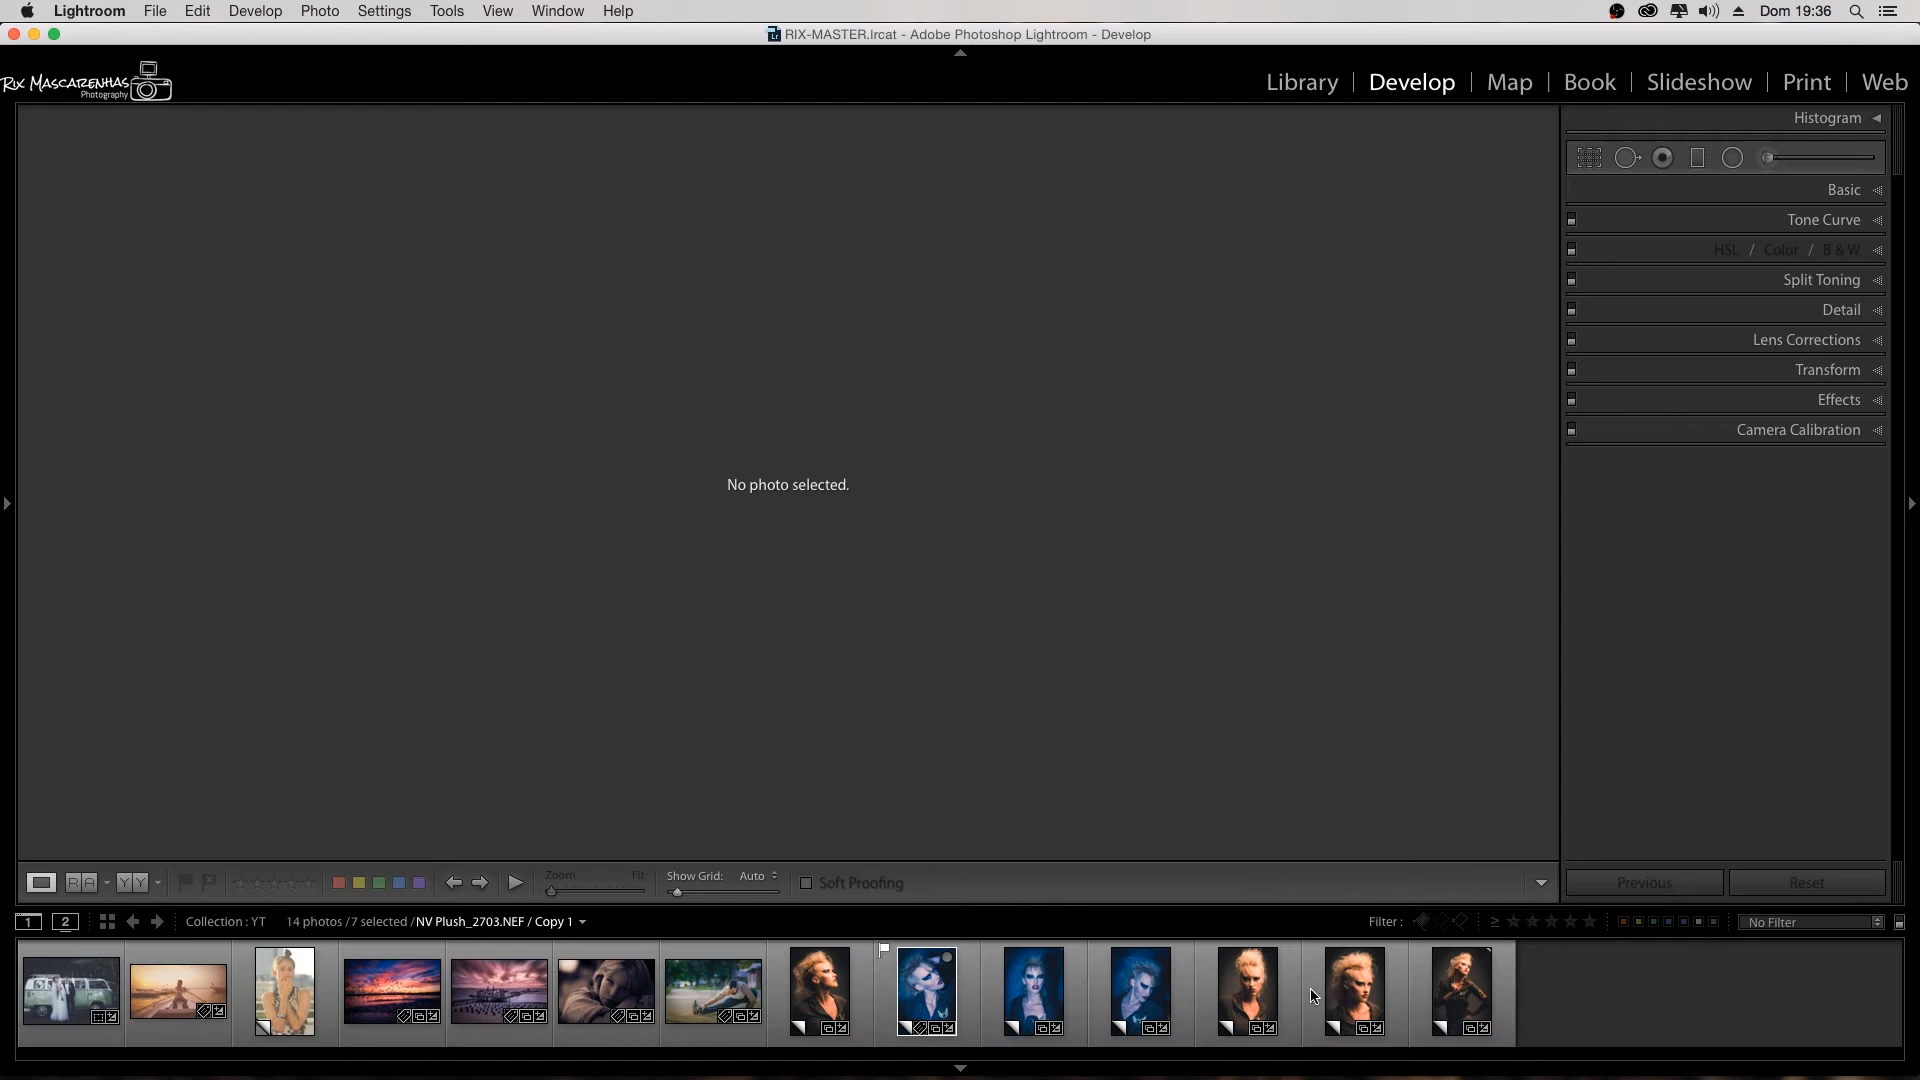 Lightroom File Edit Develop Photo Settings Tools View Window Help Dom 19:36
RIX-MASTER.lrcat - Adobe Photoshop Lightroom - Develop
Rix Mascarenhas
Photography
Library | Develop | Map | Book | Slideshow | Print | Web
Histogram
Basic
Tone Curve
HSL / Color / B & W
Split Toning
Detail
Lens Corrections
Transform
Effects
Camera Calibration
No photo selected.
R A Y Y Zoom Fit Show Grid: Auto Soft Proofing
Previous Reset
1 2 Collection : YT 14 photos / 7 selected / NV Plush_2703.NEF / Copy 1 Filter : ≥ No Filter